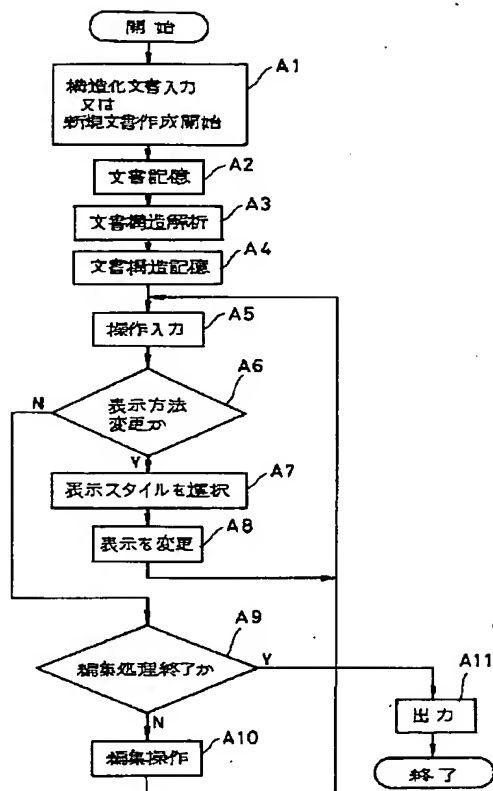 開始
A1
構造化文書入力
又は
新規文書作成開始
A2
文書記憶
A3
文書構造解析
A4
文書構造記憶
A5
操作入力
A6
N
表示方法
変更か
Y
A7
表示スタイルを選択
A8
表示を変更
A9
編集処理終了か
Y
A11
出力
N
A10
編集操作
終了